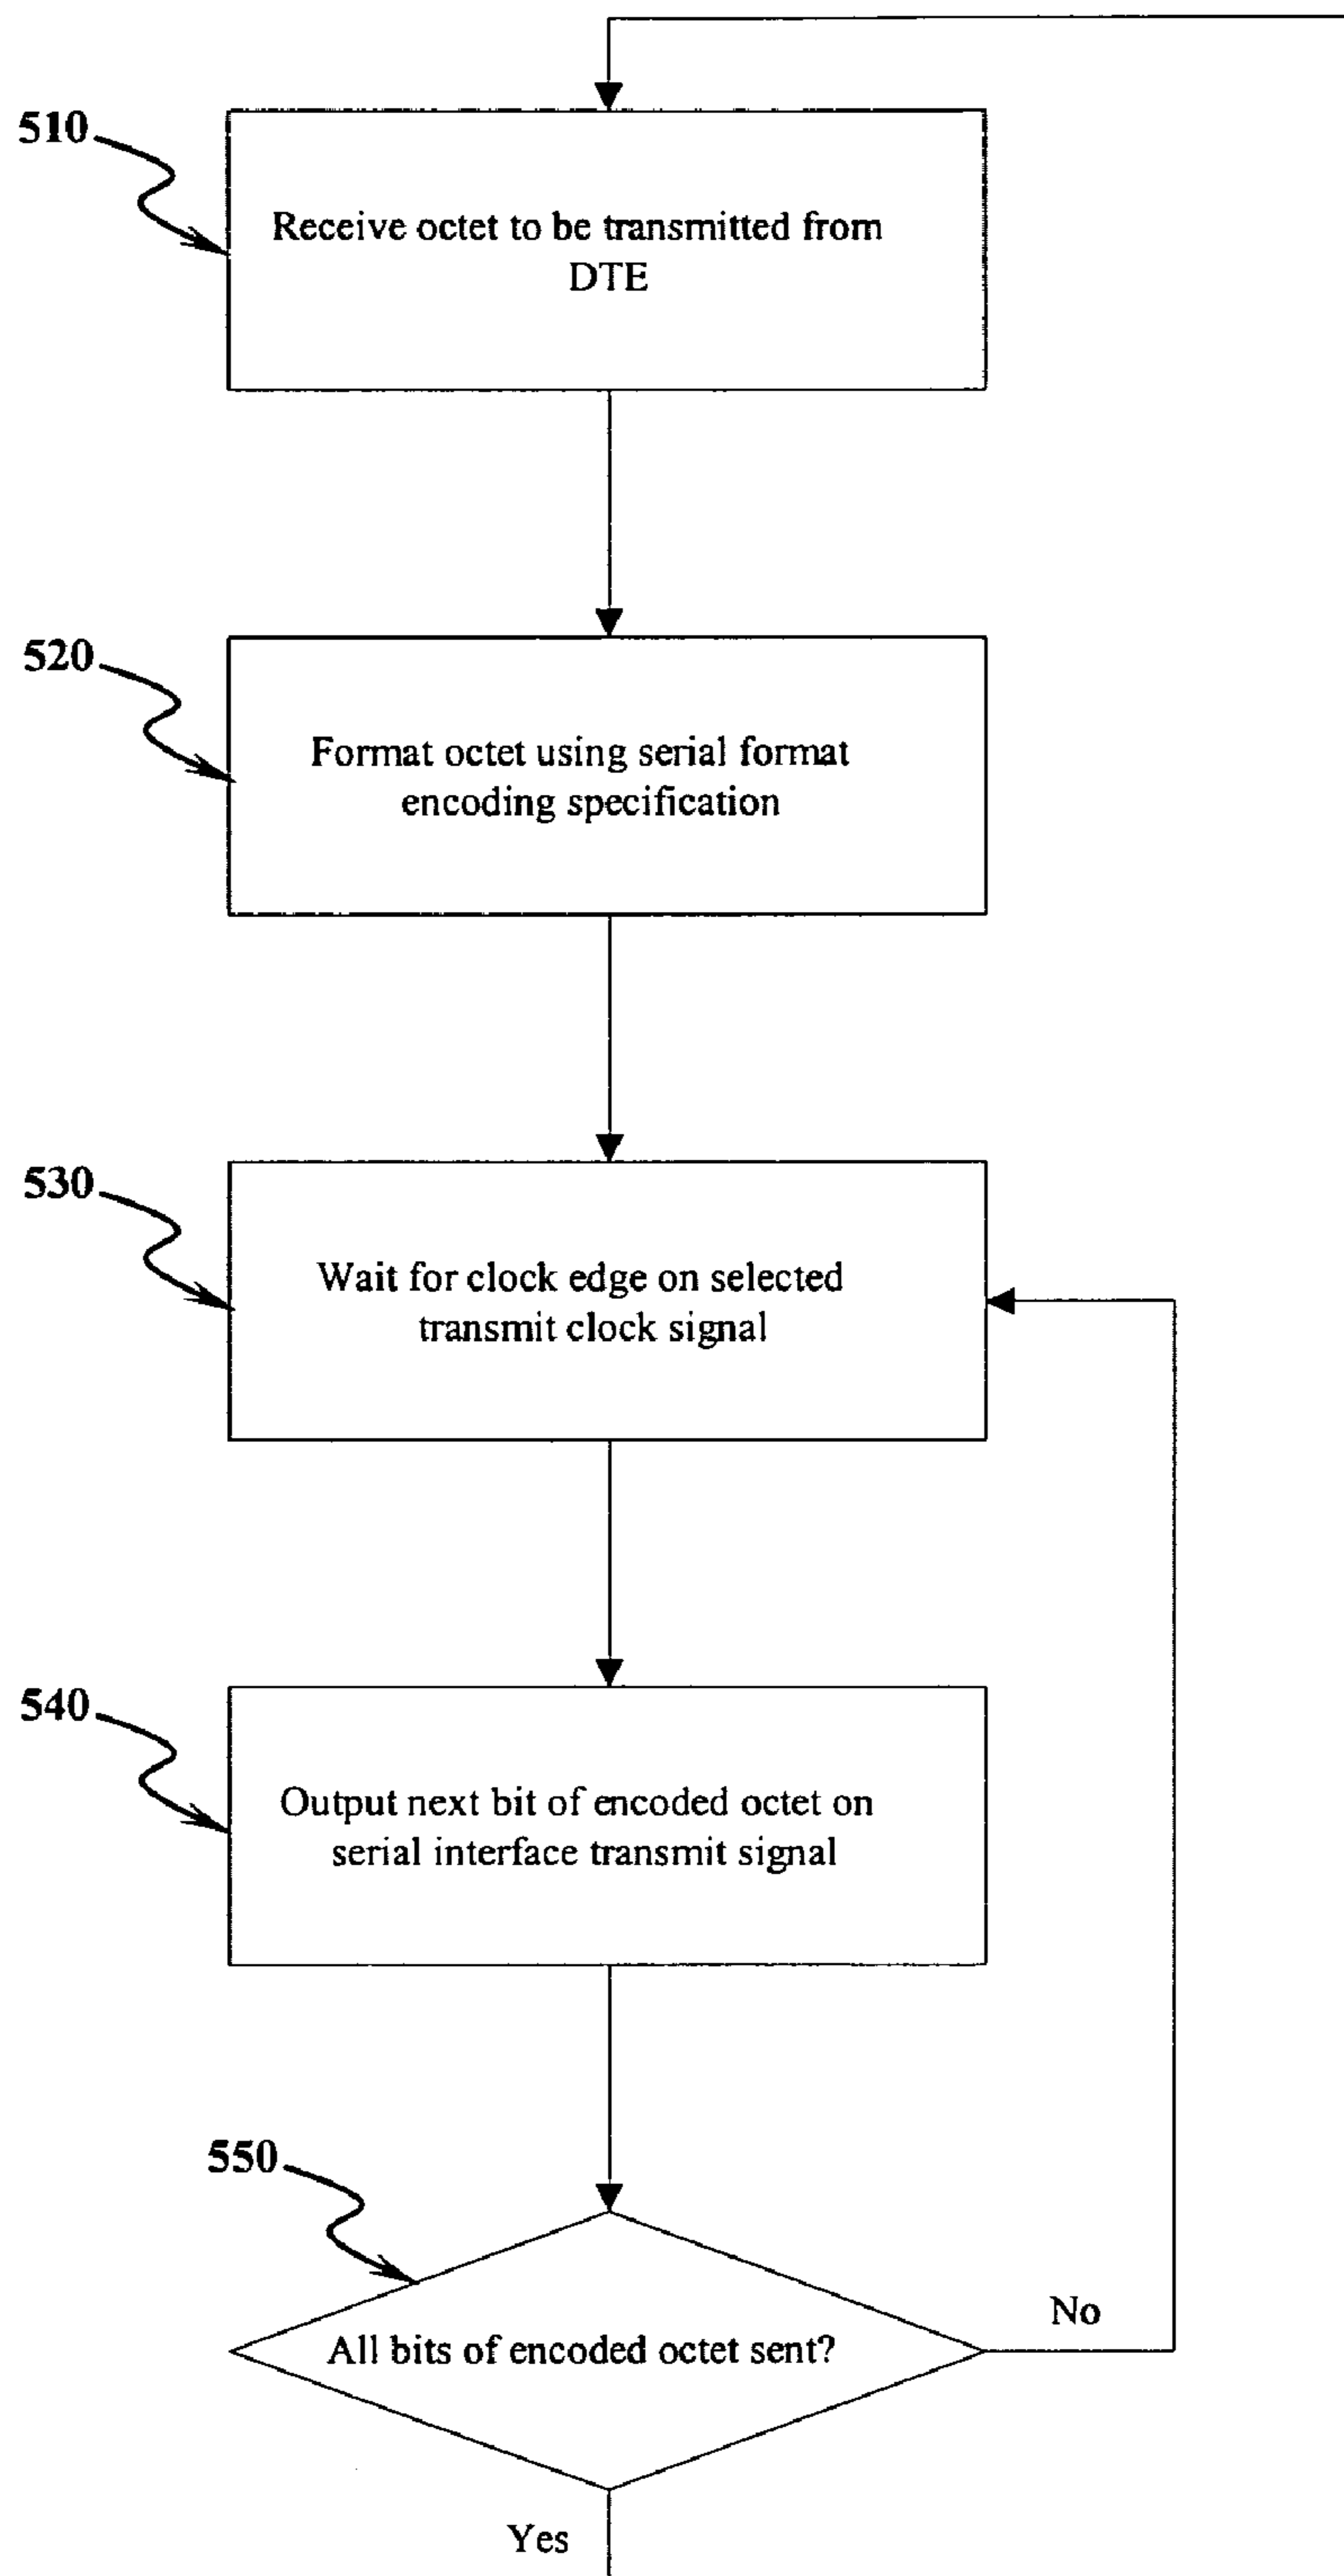 510
Receive octet to be transmitted from
DTE
520
Format octet using serial format
encoding specification
530
Wait for clock edge on selected
transmit clock signal
540
Output next bit of encoded octet on
serial interface transmit signal
550
All bits of encoded octet sent?
No
Yes